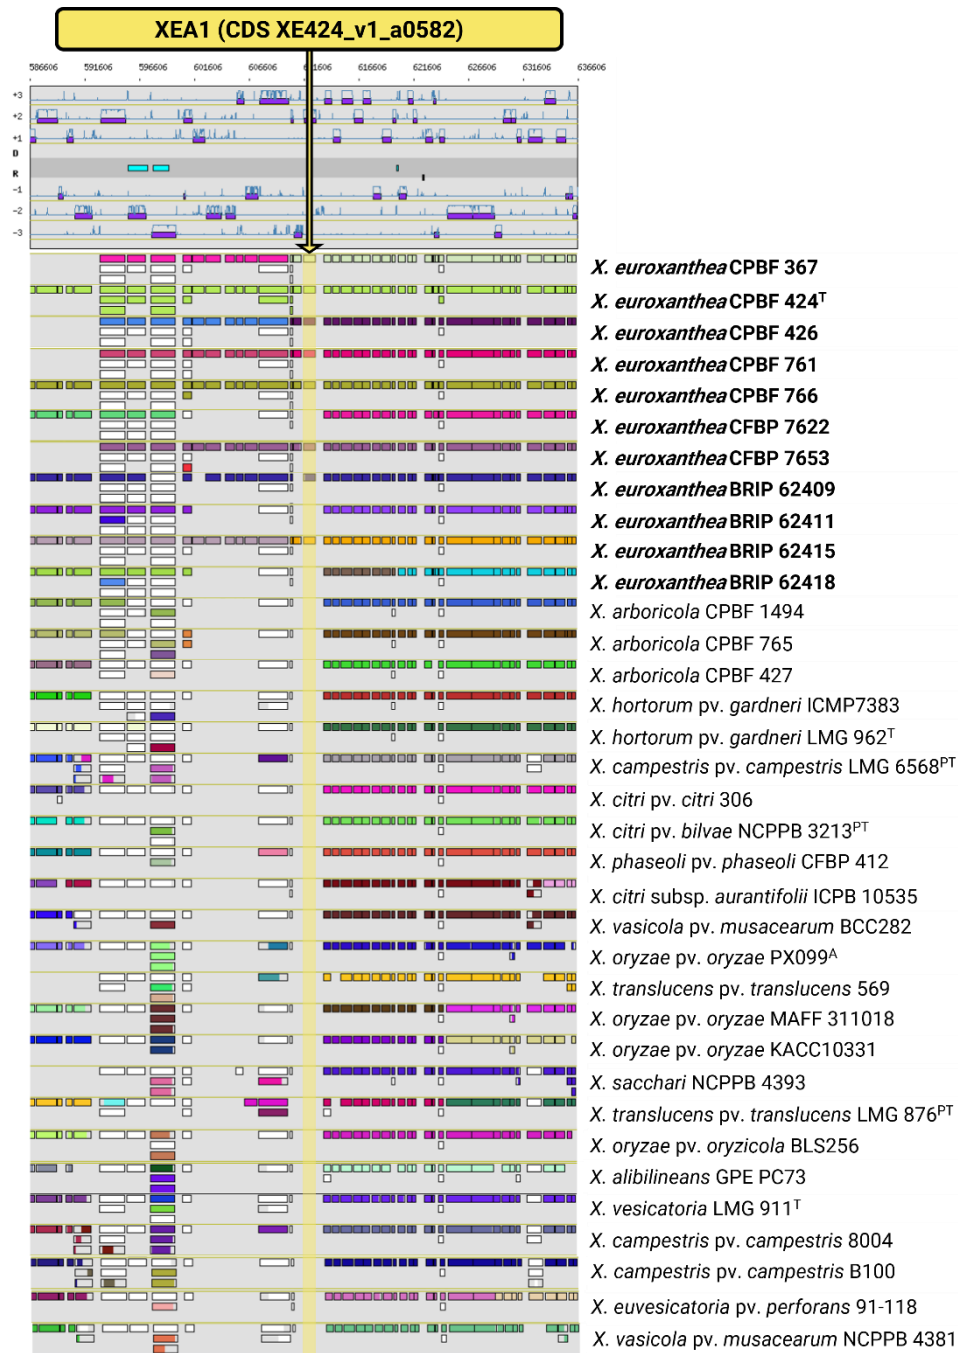 XEA1 (CDS XE424_v1_a0582)
586606 591606 596606 601606 606606 621606 616606 621606 626606 631606 636606
+3
+2
+1
D
R
-1
-2
-3
X. euroxanthea CPBF 367
X. euroxanthea CPBF 424ᵀ
X. euroxanthea CPBF 426
X. euroxanthea CPBF 761
X. euroxanthea CPBF 766
X. euroxanthea CFBP 7622
X. euroxanthea CFBP 7653
X. euroxanthea BRIP 62409
X. euroxanthea BRIP 62411
X. euroxanthea BRIP 62415
X. euroxanthea BRIP 62418
X. arboricola CPBF 1494
X. arboricola CPBF 765
X. arboricola CPBF 427
X. hortorum pv. gardneri ICMP7383
X. hortorum pv. gardneri LMG 962ᵀ
X. campestris pv. campestris LMG 6568ᴾᵀ
X. citri pv. citri 306
X. citri pv. bilvae NCPPB 3213ᴾᵀ
X. phaseoli pv. phaseoli CFBP 412
X. citri subsp. aurantifolii ICPB 10535
X. vasicola pv. musacearum BCC282
X. oryzae pv. oryzae PX099ᴬ
X. translucens pv. translucens 569
X. oryzae pv. oryzae MAFF 311018
X. oryzae pv. oryzae KACC10331
X. sacchari NCPPB 4393
X. translucens pv. translucens LMG 876ᴾᵀ
X. oryzae pv. oryzicola BLS256
X. alibilineans GPE PC73
X. vesicatoria LMG 911ᵀ
X. campestris pv. campestris 8004
X. campestris pv. campestris B100
X. euvesicatoria pv. perforans 91-118
X. vasicola pv. musacearum NCPPB 4381